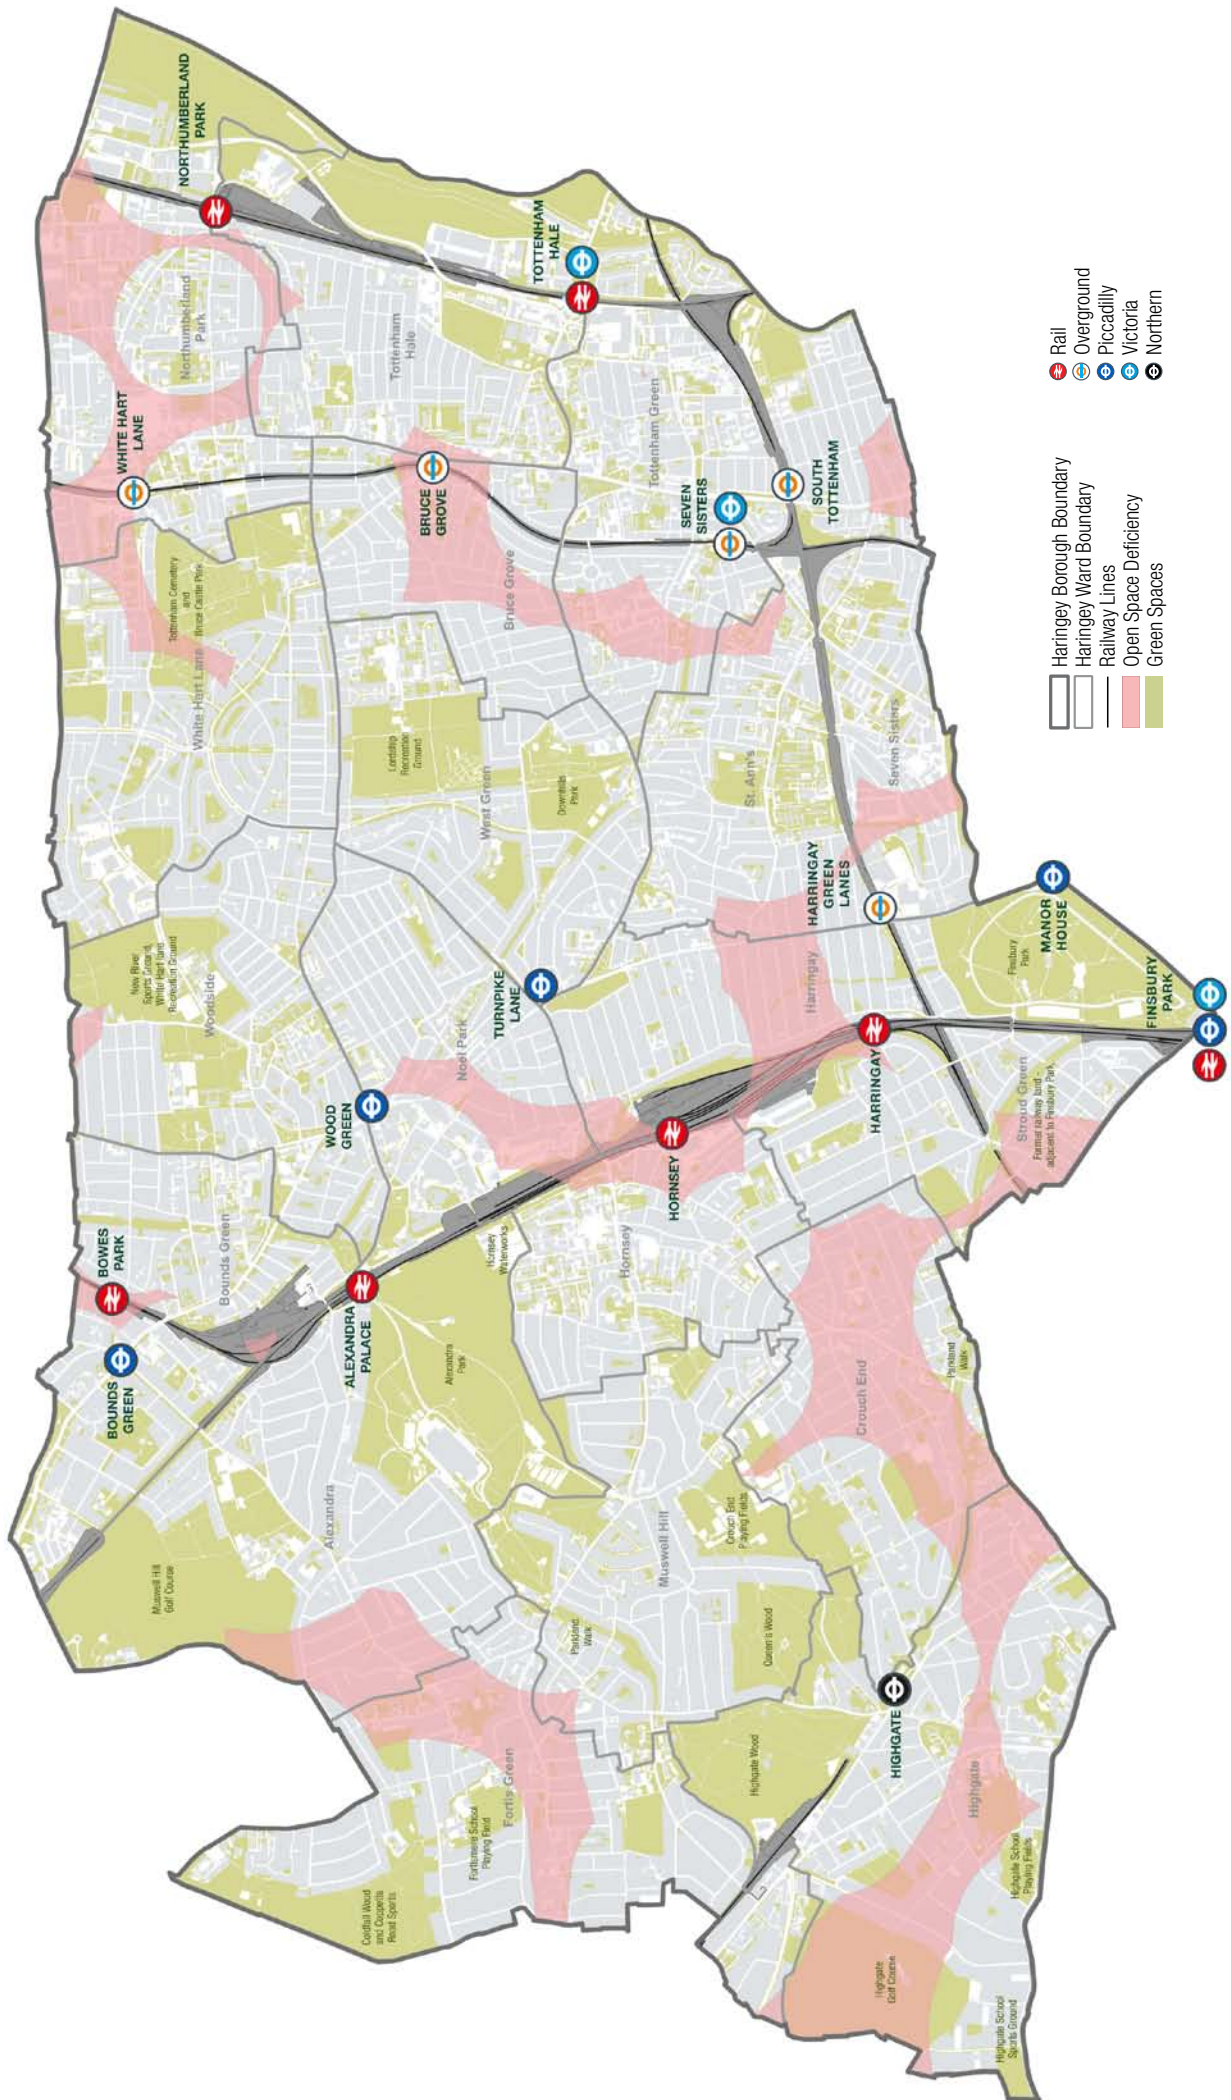 NORTHUMBERLAND
PARK
Northumberland
Park
WHITE HART
LANE
TOTTENHAM
HALE
Tottenham
Hale
BRUCE
GROVE
Tottenham Green
SEVEN
SISTERS
SOUTH
TOTTENHAM
Tottenham Cemetery
and
Bruce Castle Park
White Hart Lane
Bruce Grove
Lordship
Recreation
Ground
West Green
Downhills
Park
St. Ann's
Seven Sisters
New River
Sports Ground,
White Hart lane
Recreation Ground
Woodside
TURNPIKE
LANE
Noel Park
WOOD
GREEN
HARRINGAY
GREEN
LANES
Harringay
HARRINGAY
MANOR
HOUSE
Finsbury
Park
FINSBURY
PARK
Stroud Green
Former railway land -
adjacent to Finsbury Park
HORNSEY
Hornsey
Hornsey
Waterworks
BOWES
PARK
Bounds Green
BOUNDS
GREEN
ALEXANDRA
PALACE
Alexandra
Park
Alexandra
Muswell Hill
Golf Course
Muswell Hill
Crouch End
Playing Fields
Crouch End
Parkland
Walk
Parkland
Walk
Queen's Wood
Highgate Wood
HIGHGATE
Highgate
Fortis Green
Fortismere School
Playing Field
Coldfall Wood
and Coppetts
Road Sports
Highgate School
Playing Fields
Highgate
Golf Course
Highgate School
Sports Ground
Haringey Borough Boundary
Haringey Ward Boundary
Railway Lines
Open Space Deficiency
Green Spaces
Rail
Overground
Piccadilly
Victoria
Northern